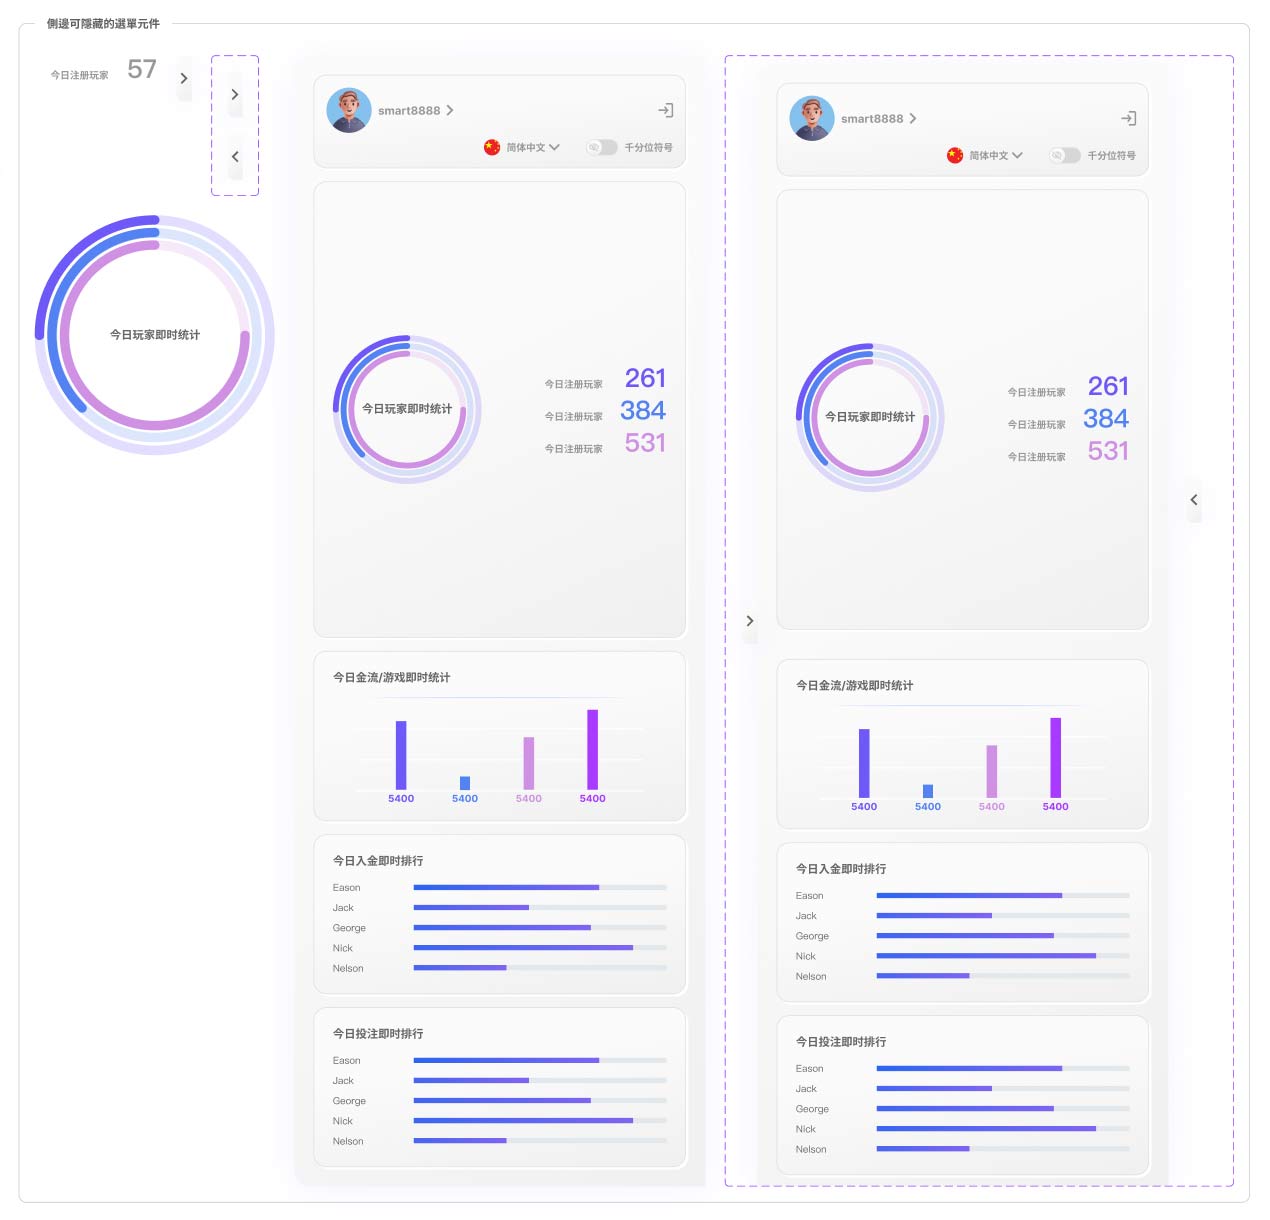 側邊可隱藏的選單元件
今日注册玩家 57
今日玩家即时统计
smart8888
简体中文 千分位符号
今日玩家即时统计
今日注册玩家 261
今日注册玩家 384
今日注册玩家 531
今日金流/游戏即时统计
5400 5400 5400 5400
今日入金即时排行
Eason
Jack
George
Nick
Nelson
今日投注即时排行
Eason
Jack
George
Nick
Nelson
smart8888
简体中文 千分位符号
今日玩家即时统计
今日注册玩家 261
今日注册玩家 384
今日注册玩家 531
今日金流/游戏即时统计
5400 5400 5400 5400
今日入金即时排行
Eason
Jack
George
Nick
Nelson
今日投注即时排行
Eason
Jack
George
Nick
Nelson